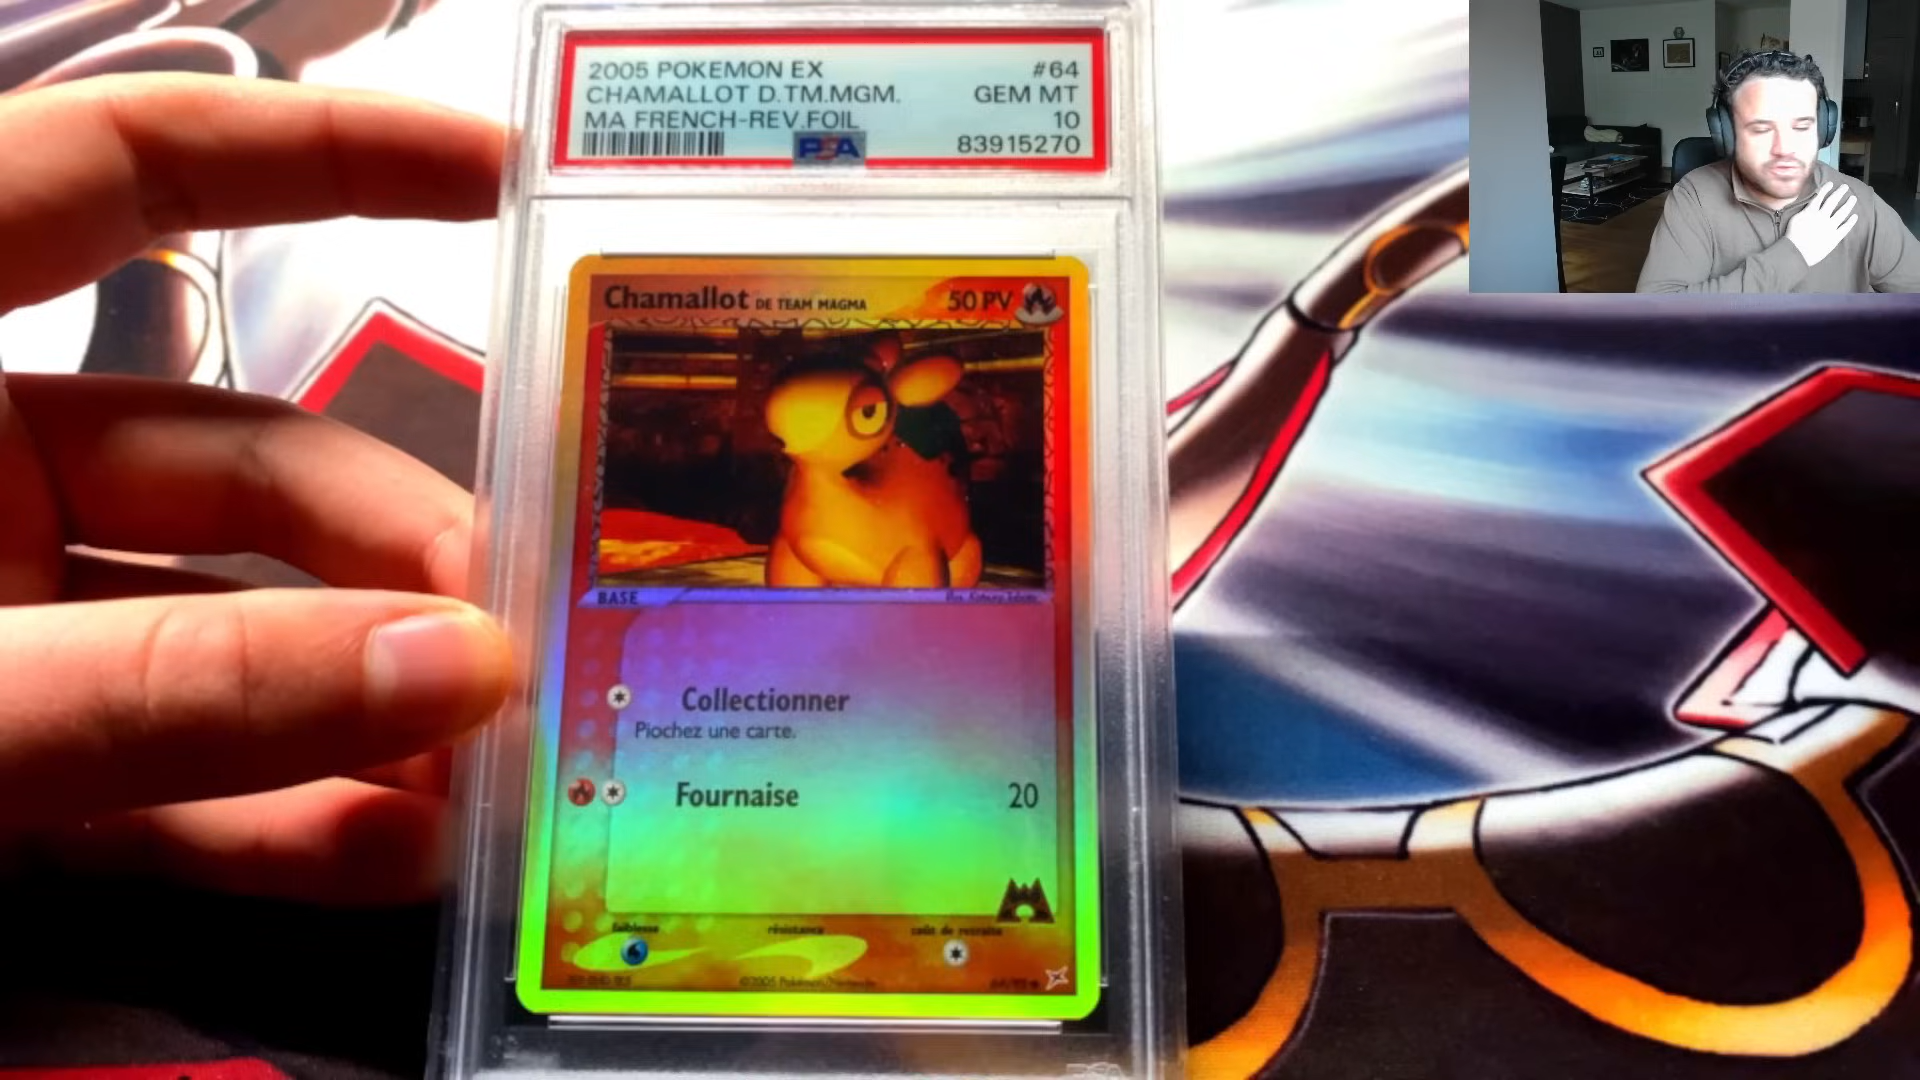 2005 POKEMON EX #64
CHAMALLOT D.TM.MGM. GEM MT
MA FRENCH-REV.FOIL 10
PSA 83915270
Chamallot DE TEAM MAGMA 50 PV
BASE
Collectionner
Piochez une carte.
Fournaise 20
faiblesse résistance coût de retraite
©2005 Pokémon/Nintendo